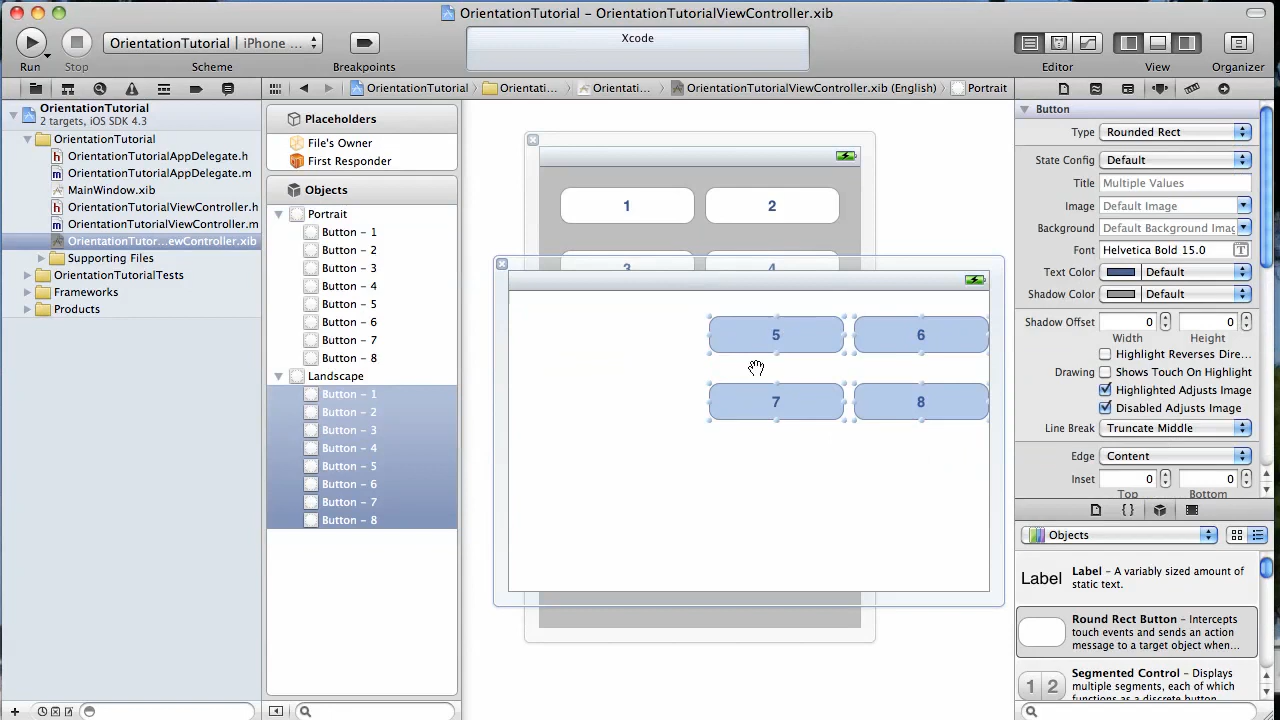 OrientationTutorial – OrientationTutorialViewController.xib
OrientationTutorial | iPhone ...
Xcode
Run
Stop
Scheme
Breakpoints
Editor
View
Organizer
OrientationTutorial
Orientati...
Orientati...
OrientationTutorialViewController.xib (English)
Portrait
OrientationTutorial
2 targets, iOS SDK 4.3
OrientationTutorial
OrientationTutorialAppDelegate.h
OrientationTutorialAppDelegate.m
MainWindow.xib
OrientationTutorialViewController.h
OrientationTutorialViewController.m
OrientationTutor...ewController.xib
Supporting Files
OrientationTutorialTests
Frameworks
Products
Placeholders
File's Owner
First Responder
Objects
Portrait
Button – 1
Button – 2
Button – 3
Button – 4
Button – 5
Button – 6
Button – 7
Button – 8
Landscape
Button – 1
Button – 2
Button – 3
Button – 4
Button – 5
Button – 6
Button – 7
Button – 8
1
2
3
4
5
6
7
8
Button
Type Rounded Rect
State Config Default
Title Multiple Values
Image Default Image
Background Default Background Imag
Font Helvetica Bold 15.0
Text Color Default
Shadow Color Default
Shadow Offset 0 0
Width Height
Highlight Reverses Dire...
Drawing Shows Touch On Highlight
Highlighted Adjusts Image
Disabled Adjusts Image
Line Break Truncate Middle
Edge Content
Inset 0 0
Top Bottom
Objects
Label
Label – A variably sized amount of
static text.
Round Rect Button – Intercepts
touch events and sends an action
message to a target object when...
1 2
Segmented Control – Displays
multiple segments, each of which
functions as a discrete button.